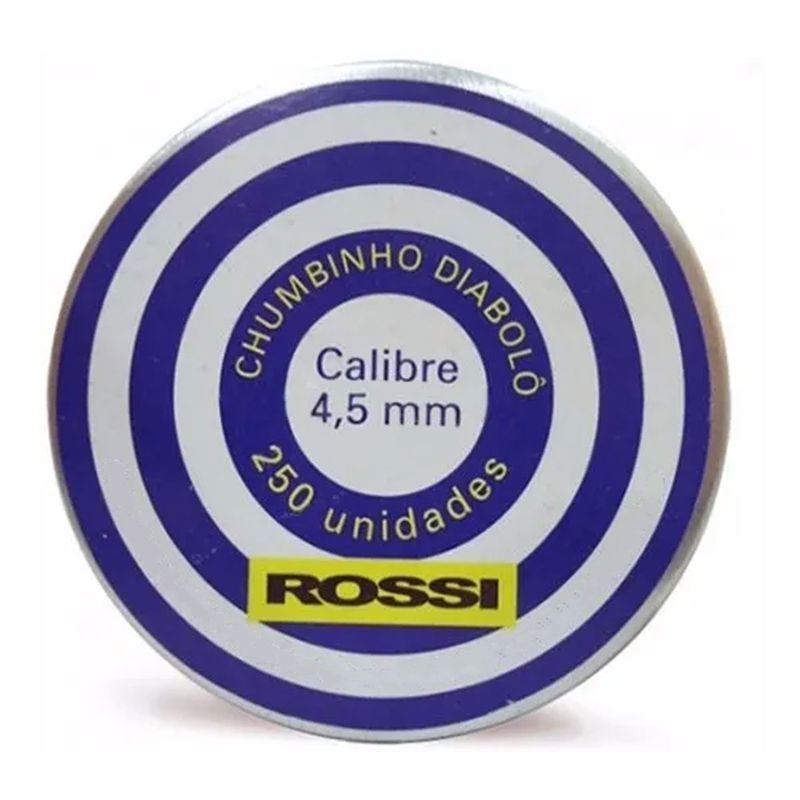 CHUMBINHO DIABOLÔ
Calibre
4,5 mm
250 unidades
ROSSI